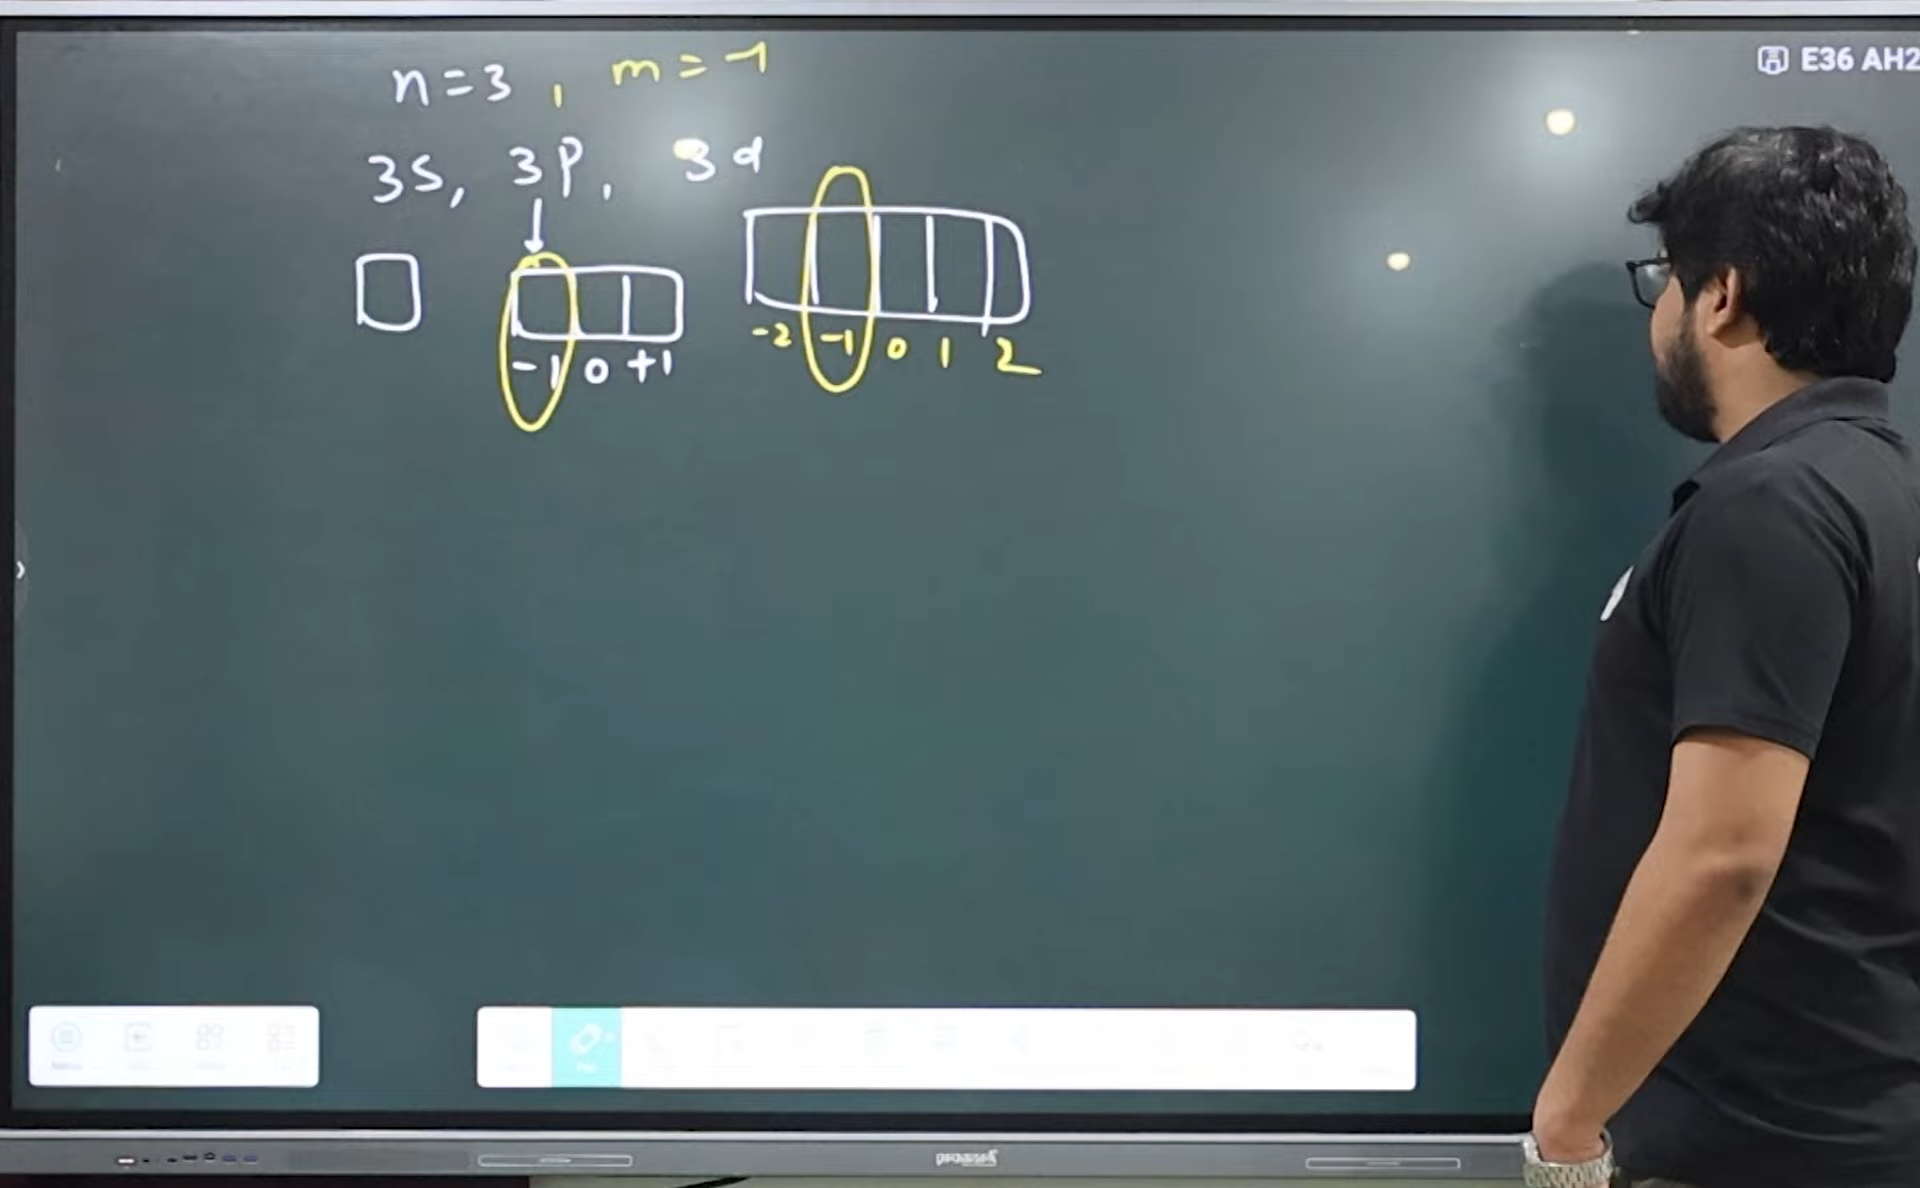 E36 AH2
n = 3, m = -1
3s, 3p, 3d
-1 0 +1
-2 -1 0 1 2